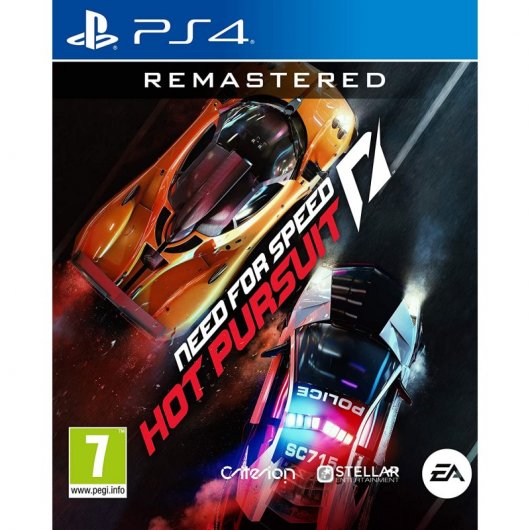 PS4
REMASTERED
NEED FOR SPEED
HOT PURSUIT
POLICE
SC715
7
www.pegi.info
Criterion
STELLAR
ENTERTAINMENT
EA